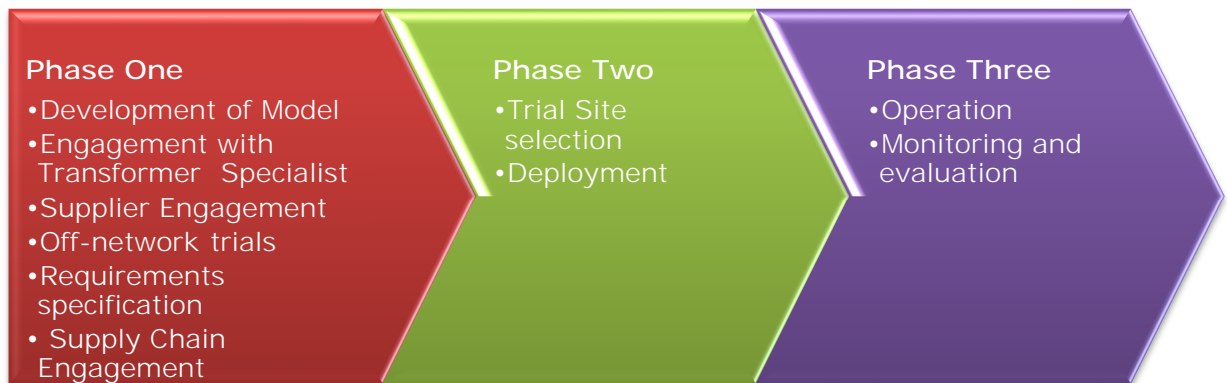 Phase One
•Development of Model
•Engagement with
Transformer Specialist
•Supplier Engagement
•Off-network trials
•Requirements
specification
• Supply Chain
Engagement
Phase Two
•Trial Site
selection
•Deployment
Phase Three
•Operation
•Monitoring and
evaluation